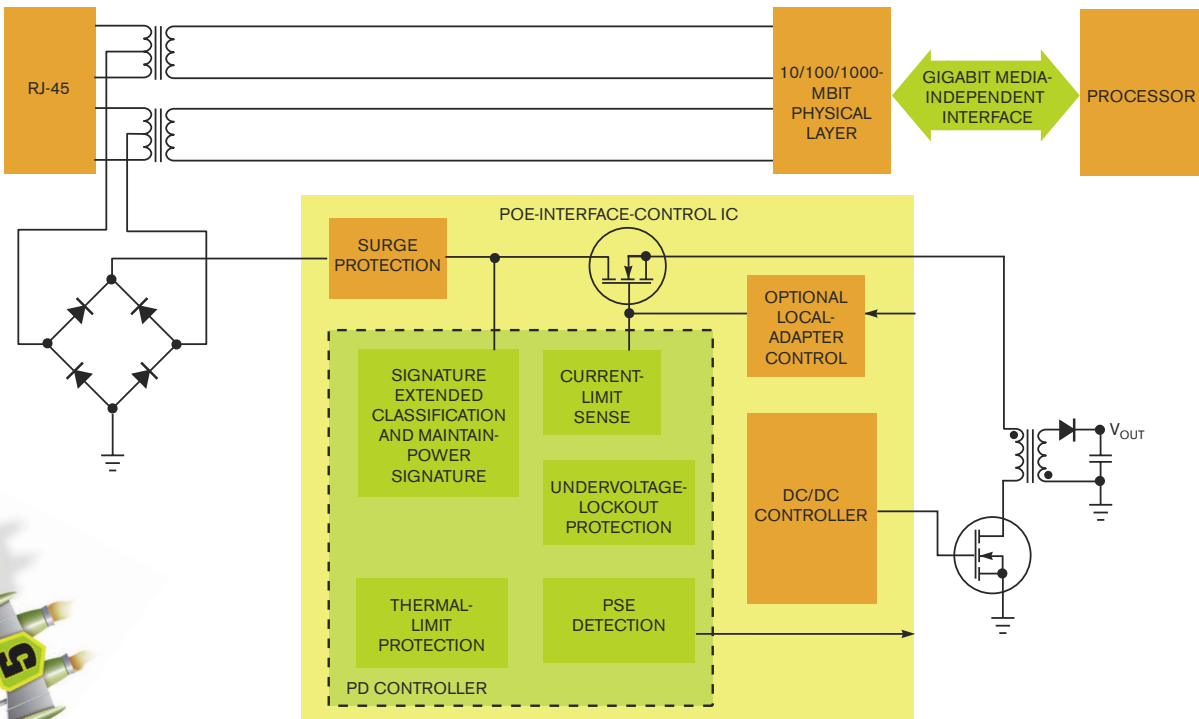 RJ-45
10/100/1000-
MBIT
PHYSICAL
LAYER
GIGABIT MEDIA-
INDEPENDENT
INTERFACE
PROCESSOR
POE-INTERFACE-CONTROL IC
SURGE
PROTECTION
OPTIONAL
LOCAL-
ADAPTER
CONTROL
SIGNATURE
EXTENDED
CLASSIFICATION
AND MAINTAIN-
POWER
SIGNATURE
CURRENT-
LIMIT
SENSE
UNDERVOLTAGE-
LOCKOUT
PROTECTION
DC/DC
CONTROLLER
VOUT
THERMAL-
LIMIT
PROTECTION
PSE
DETECTION
PD CONTROLLER
5